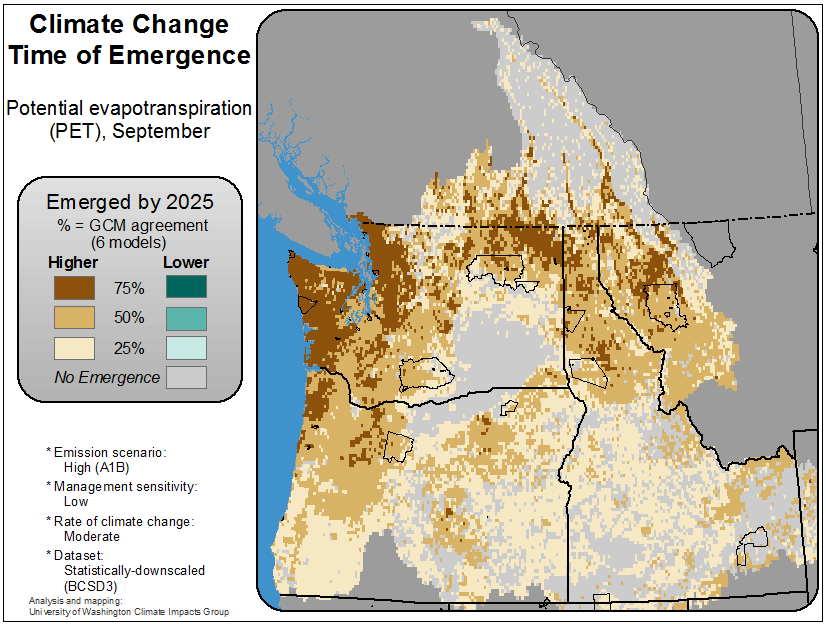 Climate Change
Time of Emergence
Potential evapotranspiration
(PET), September
Emerged by 2025
% = GCM agreement
(6 models)
Higher Lower
75%
50%
25%
No Emergence
* Emission scenario:
High (A1B)
* Management sensitivity:
Low
* Rate of climate change:
Moderate
* Dataset:
Statistically-downscaled
(BCSD3)
Analysis and mapping:
University of Washington Climate Impacts Group